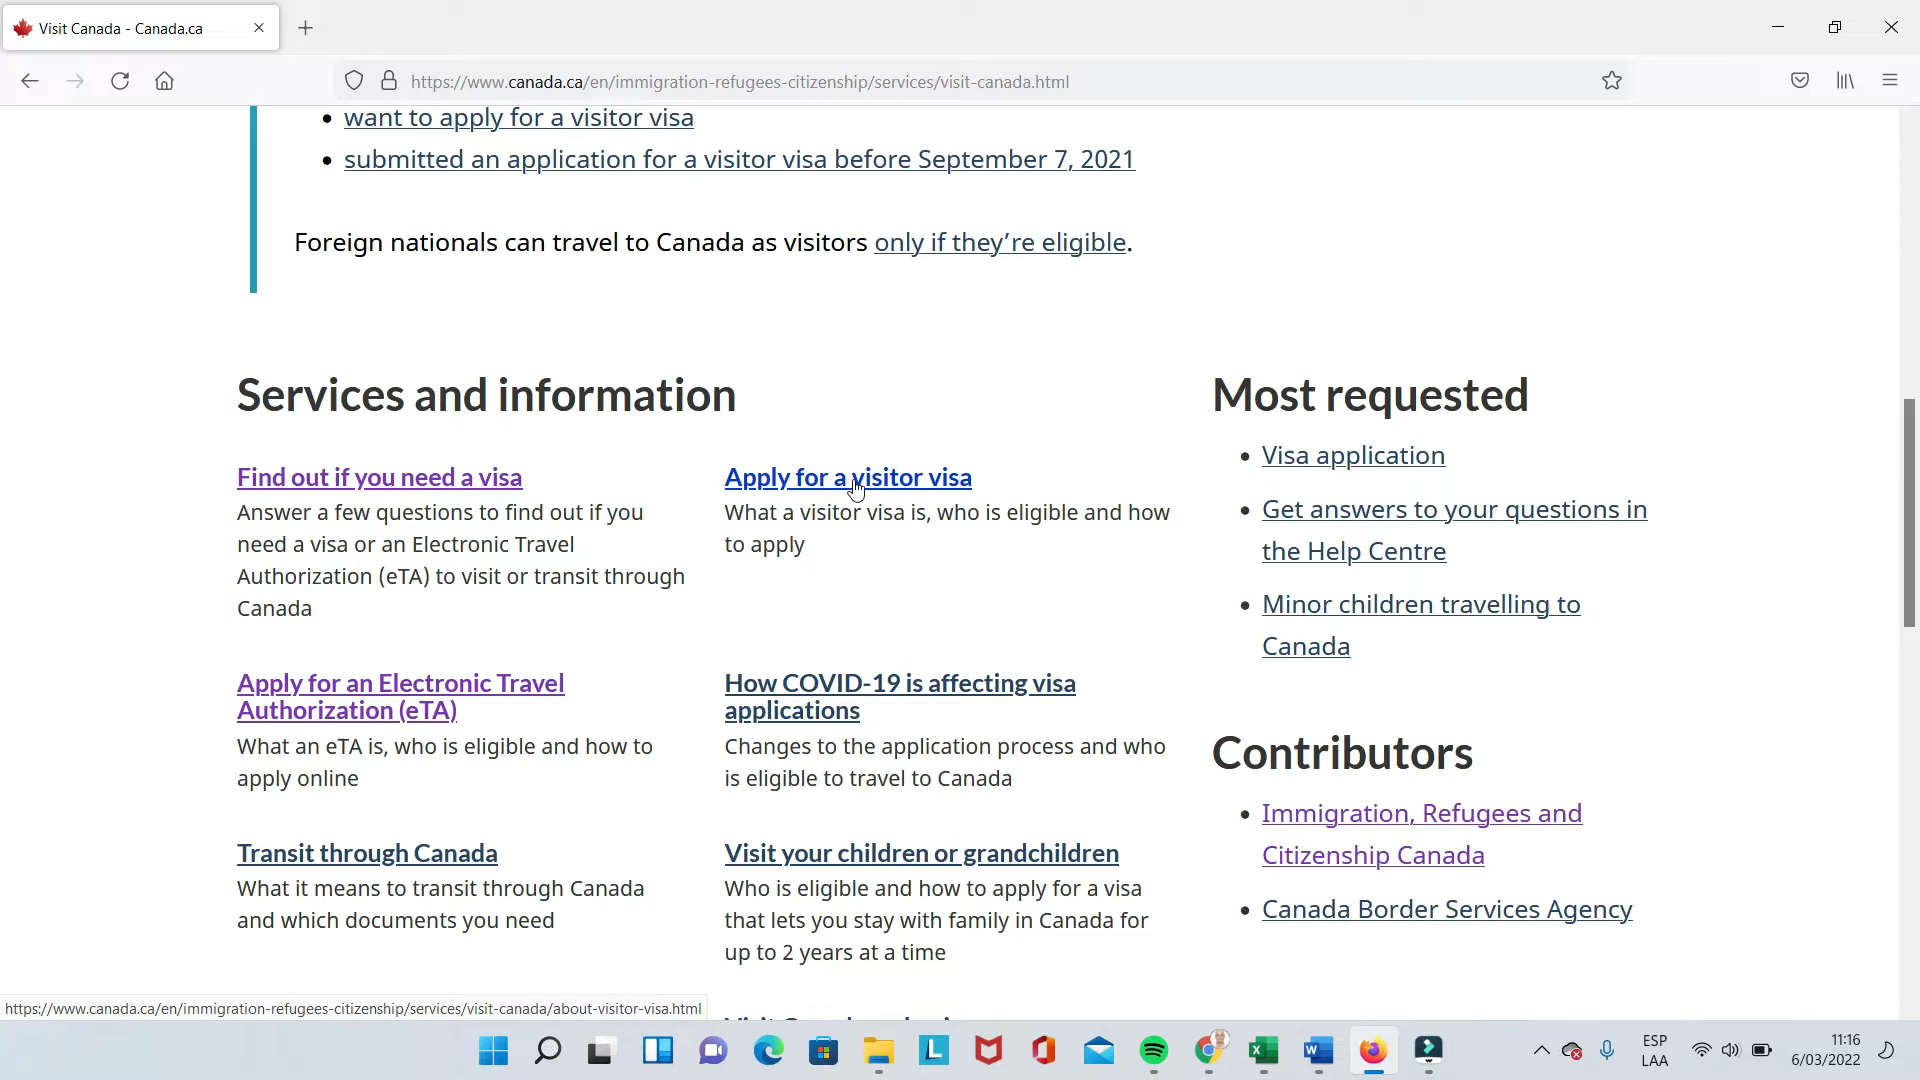 Visit Canada - Canada.ca
https://www.canada.ca/en/immigration-refugees-citizenship/services/visit-canada.html
want to apply for a visitor visa
submitted an application for a visitor visa before September 7, 2021
Foreign nationals can travel to Canada as visitors only if they’re eligible.
Services and information
Find out if you need a visa
Answer a few questions to find out if you
need a visa or an Electronic Travel
Authorization (eTA) to visit or transit through
Canada
Apply for a visitor visa
What a visitor visa is, who is eligible and how
to apply
Apply for an Electronic Travel
Authorization (eTA)
What an eTA is, who is eligible and how to
apply online
How COVID-19 is affecting visa
applications
Changes to the application process and who
is eligible to travel to Canada
Transit through Canada
What it means to transit through Canada
and which documents you need
Visit your children or grandchildren
Who is eligible and how to apply for a visa
that lets you stay with family in Canada for
up to 2 years at a time
Most requested
Visa application
Get answers to your questions in
the Help Centre
Minor children travelling to
Canada
Contributors
Immigration, Refugees and
Citizenship Canada
Canada Border Services Agency
https://www.canada.ca/en/immigration-refugees-citizenship/services/visit-canada/about-visitor-visa.html
ESP
LAA
11:16
6/03/2022